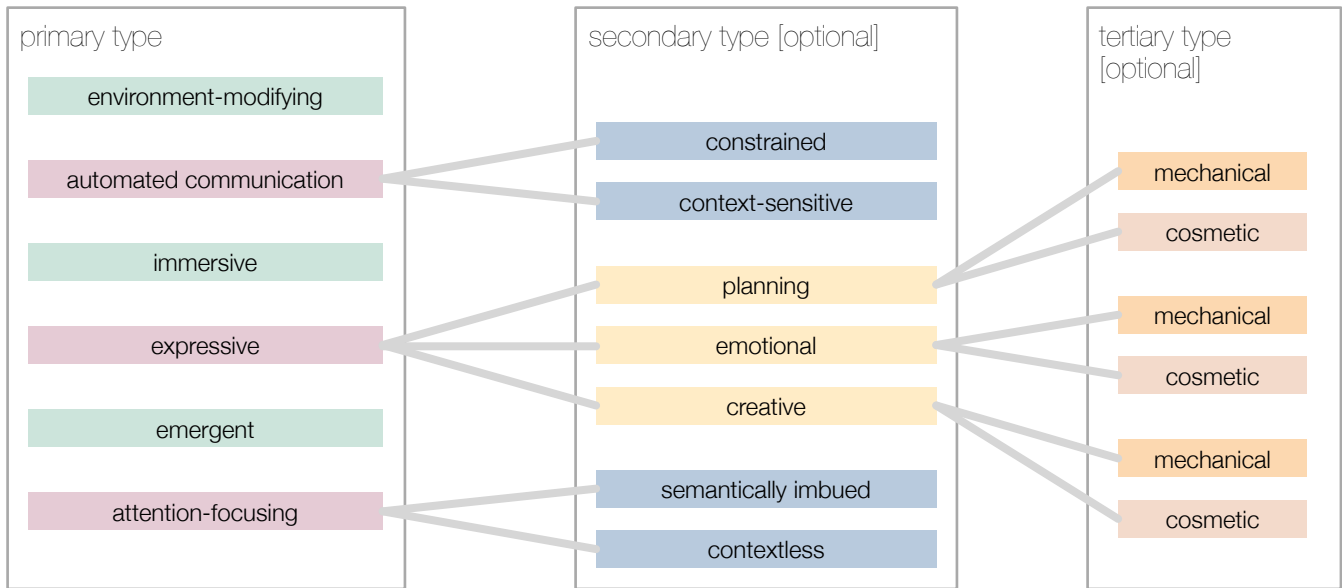 primary type
environment-modifying
automated communication
immersive
expressive
emergent
attention-focusing
secondary type [optional]
constrained
context-sensitive
planning
emotional
creative
semantically imbued
contextless
tertiary type
[optional]
mechanical
cosmetic
mechanical
cosmetic
mechanical
cosmetic